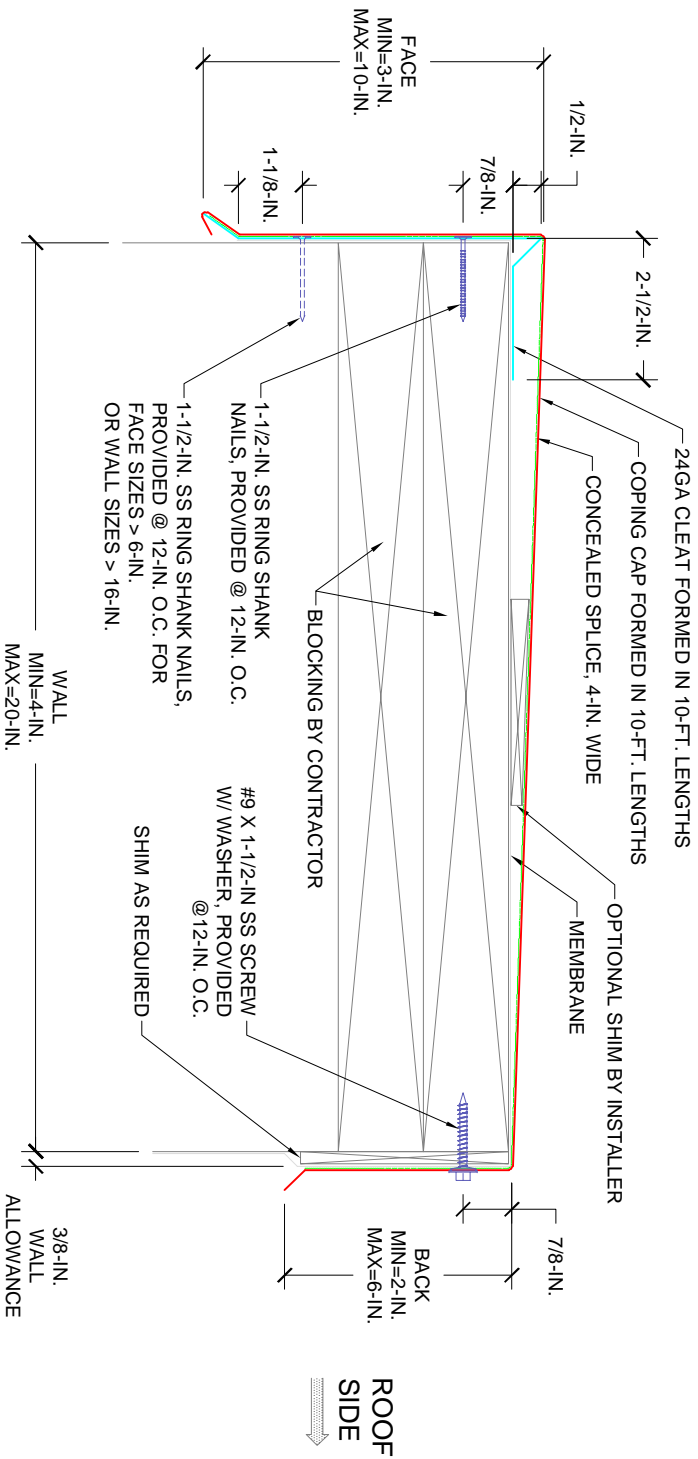 FACE
MIN=3-IN.
MAX=10-IN.
1/2-IN.
7/8-IN.
1-1/8-IN.
2-1/2-IN.
24GA CLEAT FORMED IN 10-FT. LENGTHS
COPING CAP FORMED IN 10-FT. LENGTHS
CONCEALED SPLICE, 4-IN. WIDE
OPTIONAL SHIM BY INSTALLER
MEMBRANE
BLOCKING BY CONTRACTOR
1-1/2-IN. SS RING SHANK
NAILS, PROVIDED @ 12-IN. O.C.
1-1/2-IN. SS RING SHANK NAILS,
PROVIDED @ 12-IN. O.C. FOR
FACE SIZES > 6-IN.
OR WALL SIZES > 16-IN.
#9 X 1-1/2-IN SS SCREW
W/ WASHER, PROVIDED
@12-IN. O.C.
SHIM AS REQUIRED
7/8-IN.
BACK
MIN=2-IN.
MAX=6-IN.
ROOF
SIDE
WALL
MIN=4-IN.
MAX=20-IN.
3/8-IN.
WALL
ALLOWANCE